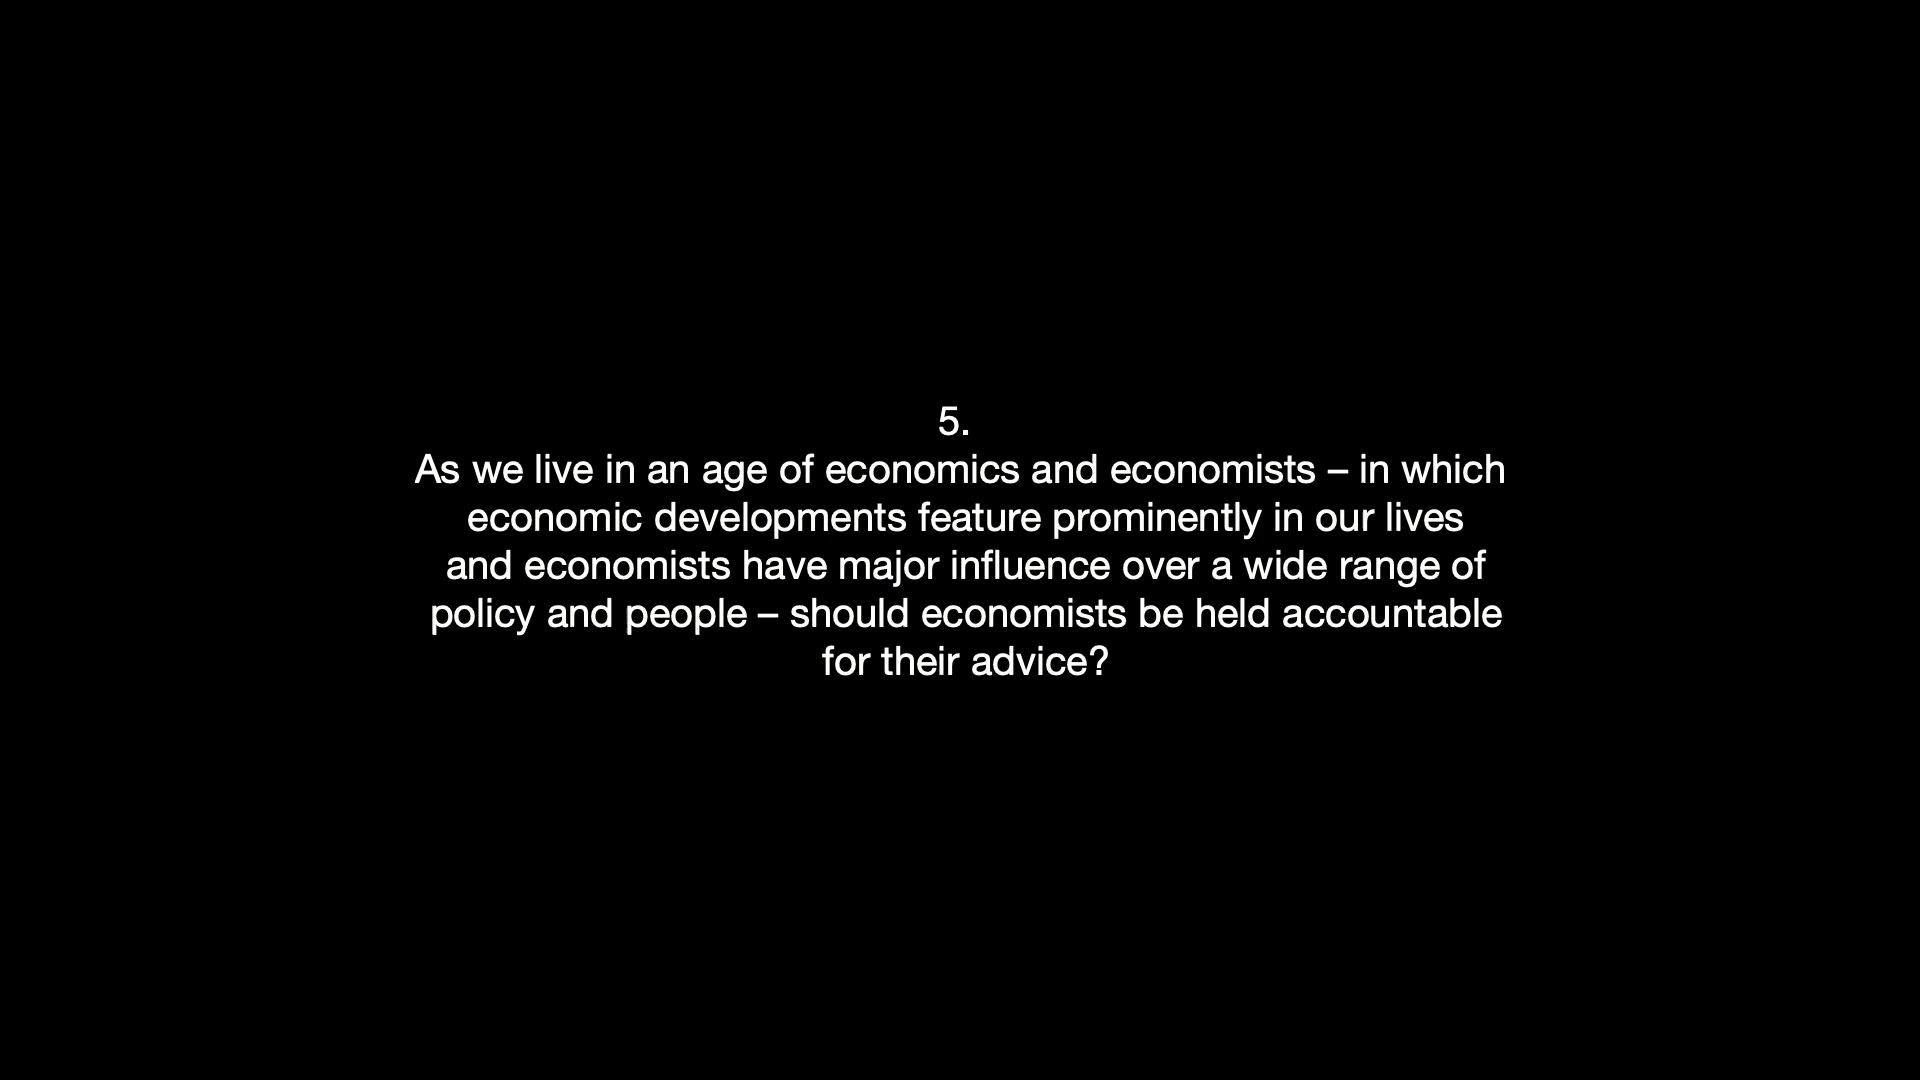 5.
As we live in an age of economics and economists – in which
economic developments feature prominently in our lives
and economists have major influence over a wide range of
policy and people – should economists be held accountable
for their advice?